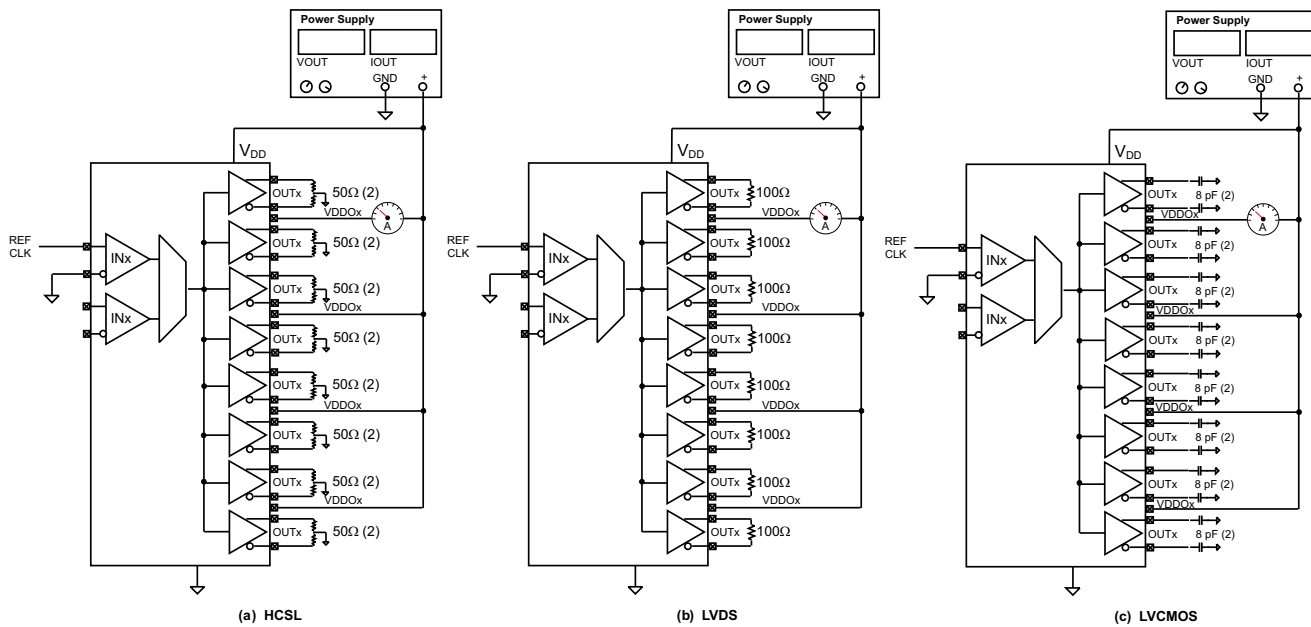 Power Supply
VOUT
IOUT
GND
+
VDD
REF
CLK
INx
INx
OUTx
50Ω (2)
VDDOx
A
OUTx
50Ω (2)
OUTx
50Ω (2)
VDDOx
OUTx
50Ω (2)
OUTx
50Ω (2)
VDDOx
OUTx
50Ω (2)
OUTx
50Ω (2)
VDDOx
OUTx
50Ω (2)
(a) HCSL
Power Supply
VOUT
IOUT
GND
+
VDD
REF
CLK
INx
INx
OUTx
100Ω
VDDOx
A
OUTx
100Ω
OUTx
100Ω
VDDOx
OUTx
100Ω
OUTx
100Ω
VDDOx
OUTx
100Ω
OUTx
100Ω
VDDOx
OUTx
100Ω
(b) LVDS
Power Supply
VOUT
IOUT
GND
+
VDD
REF
CLK
INx
INx
OUTx
8 pF (2)
VDDOx
A
OUTx
8 pF (2)
OUTx
8 pF (2)
VDDOx
OUTx
8 pF (2)
OUTx
8 pF (2)
VDDOx
OUTx
8 pF (2)
OUTx
8 pF (2)
VDDOx
OUTx
8 pF (2)
(c) LVCMOS